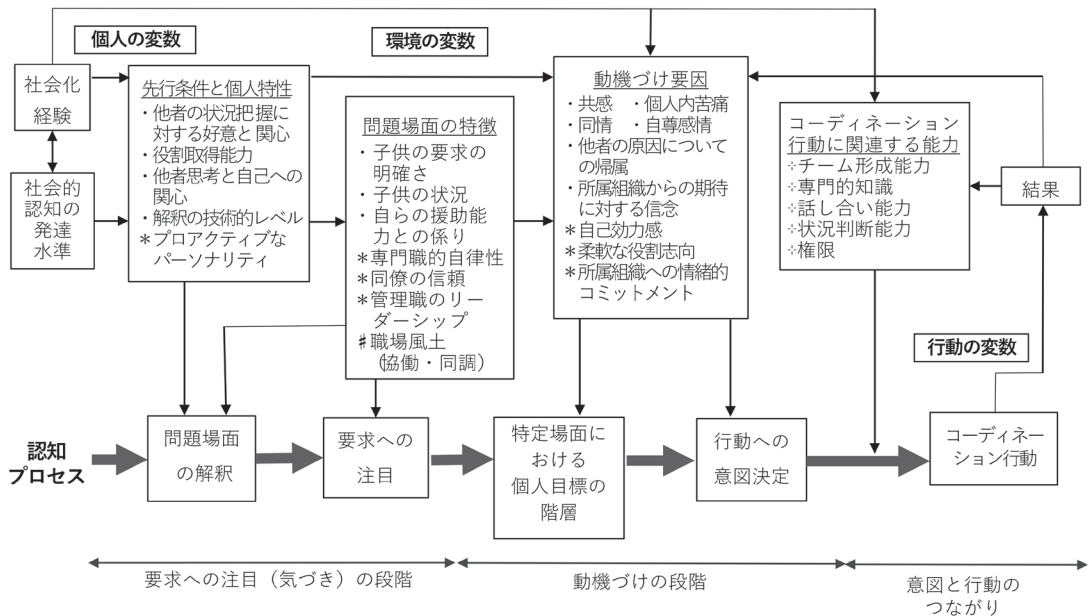 個人の変数
環境の変数
社会化
経験
社会的
認知の
発達
水準
先行条件と個人特性
・他者の状況把握に
対する好意と関心
・役割取得能力
・他者思考と自己への
関心
・解釈の技術的レベル
＊プロアクティブな
パーソナリティ
問題場面の特徴
・子供の要求の
明確さ
・子供の状況
・自らの援助能
力との係り
＊専門職的自律性
＊同僚の信頼
＊管理職のリー
ダーシップ
♯職場風土
（協働・同調）
動機づけ要因
・共感　・個人内苦痛
・同情　・自尊感情
・他者の原因について
の帰属
・所属組織からの期待
に対する信念
＊自己効力感
＊柔軟な役割志向
＊所属組織への情緒的
コミットメント
コーディネーション
行動に関連する能力
÷チーム形成能力
÷専門的知識
÷話し合い能力
÷状況判断能力
÷権限
結果
行動の変数
認知
プロセス
問題場面
の解釈
要求への
注目
特定場面に
おける
個人目標の
階層
行動への
意図決定
コーディネー
ション行動
要求への注目（気づき）の段階
動機づけの段階
意図と行動の
つながり